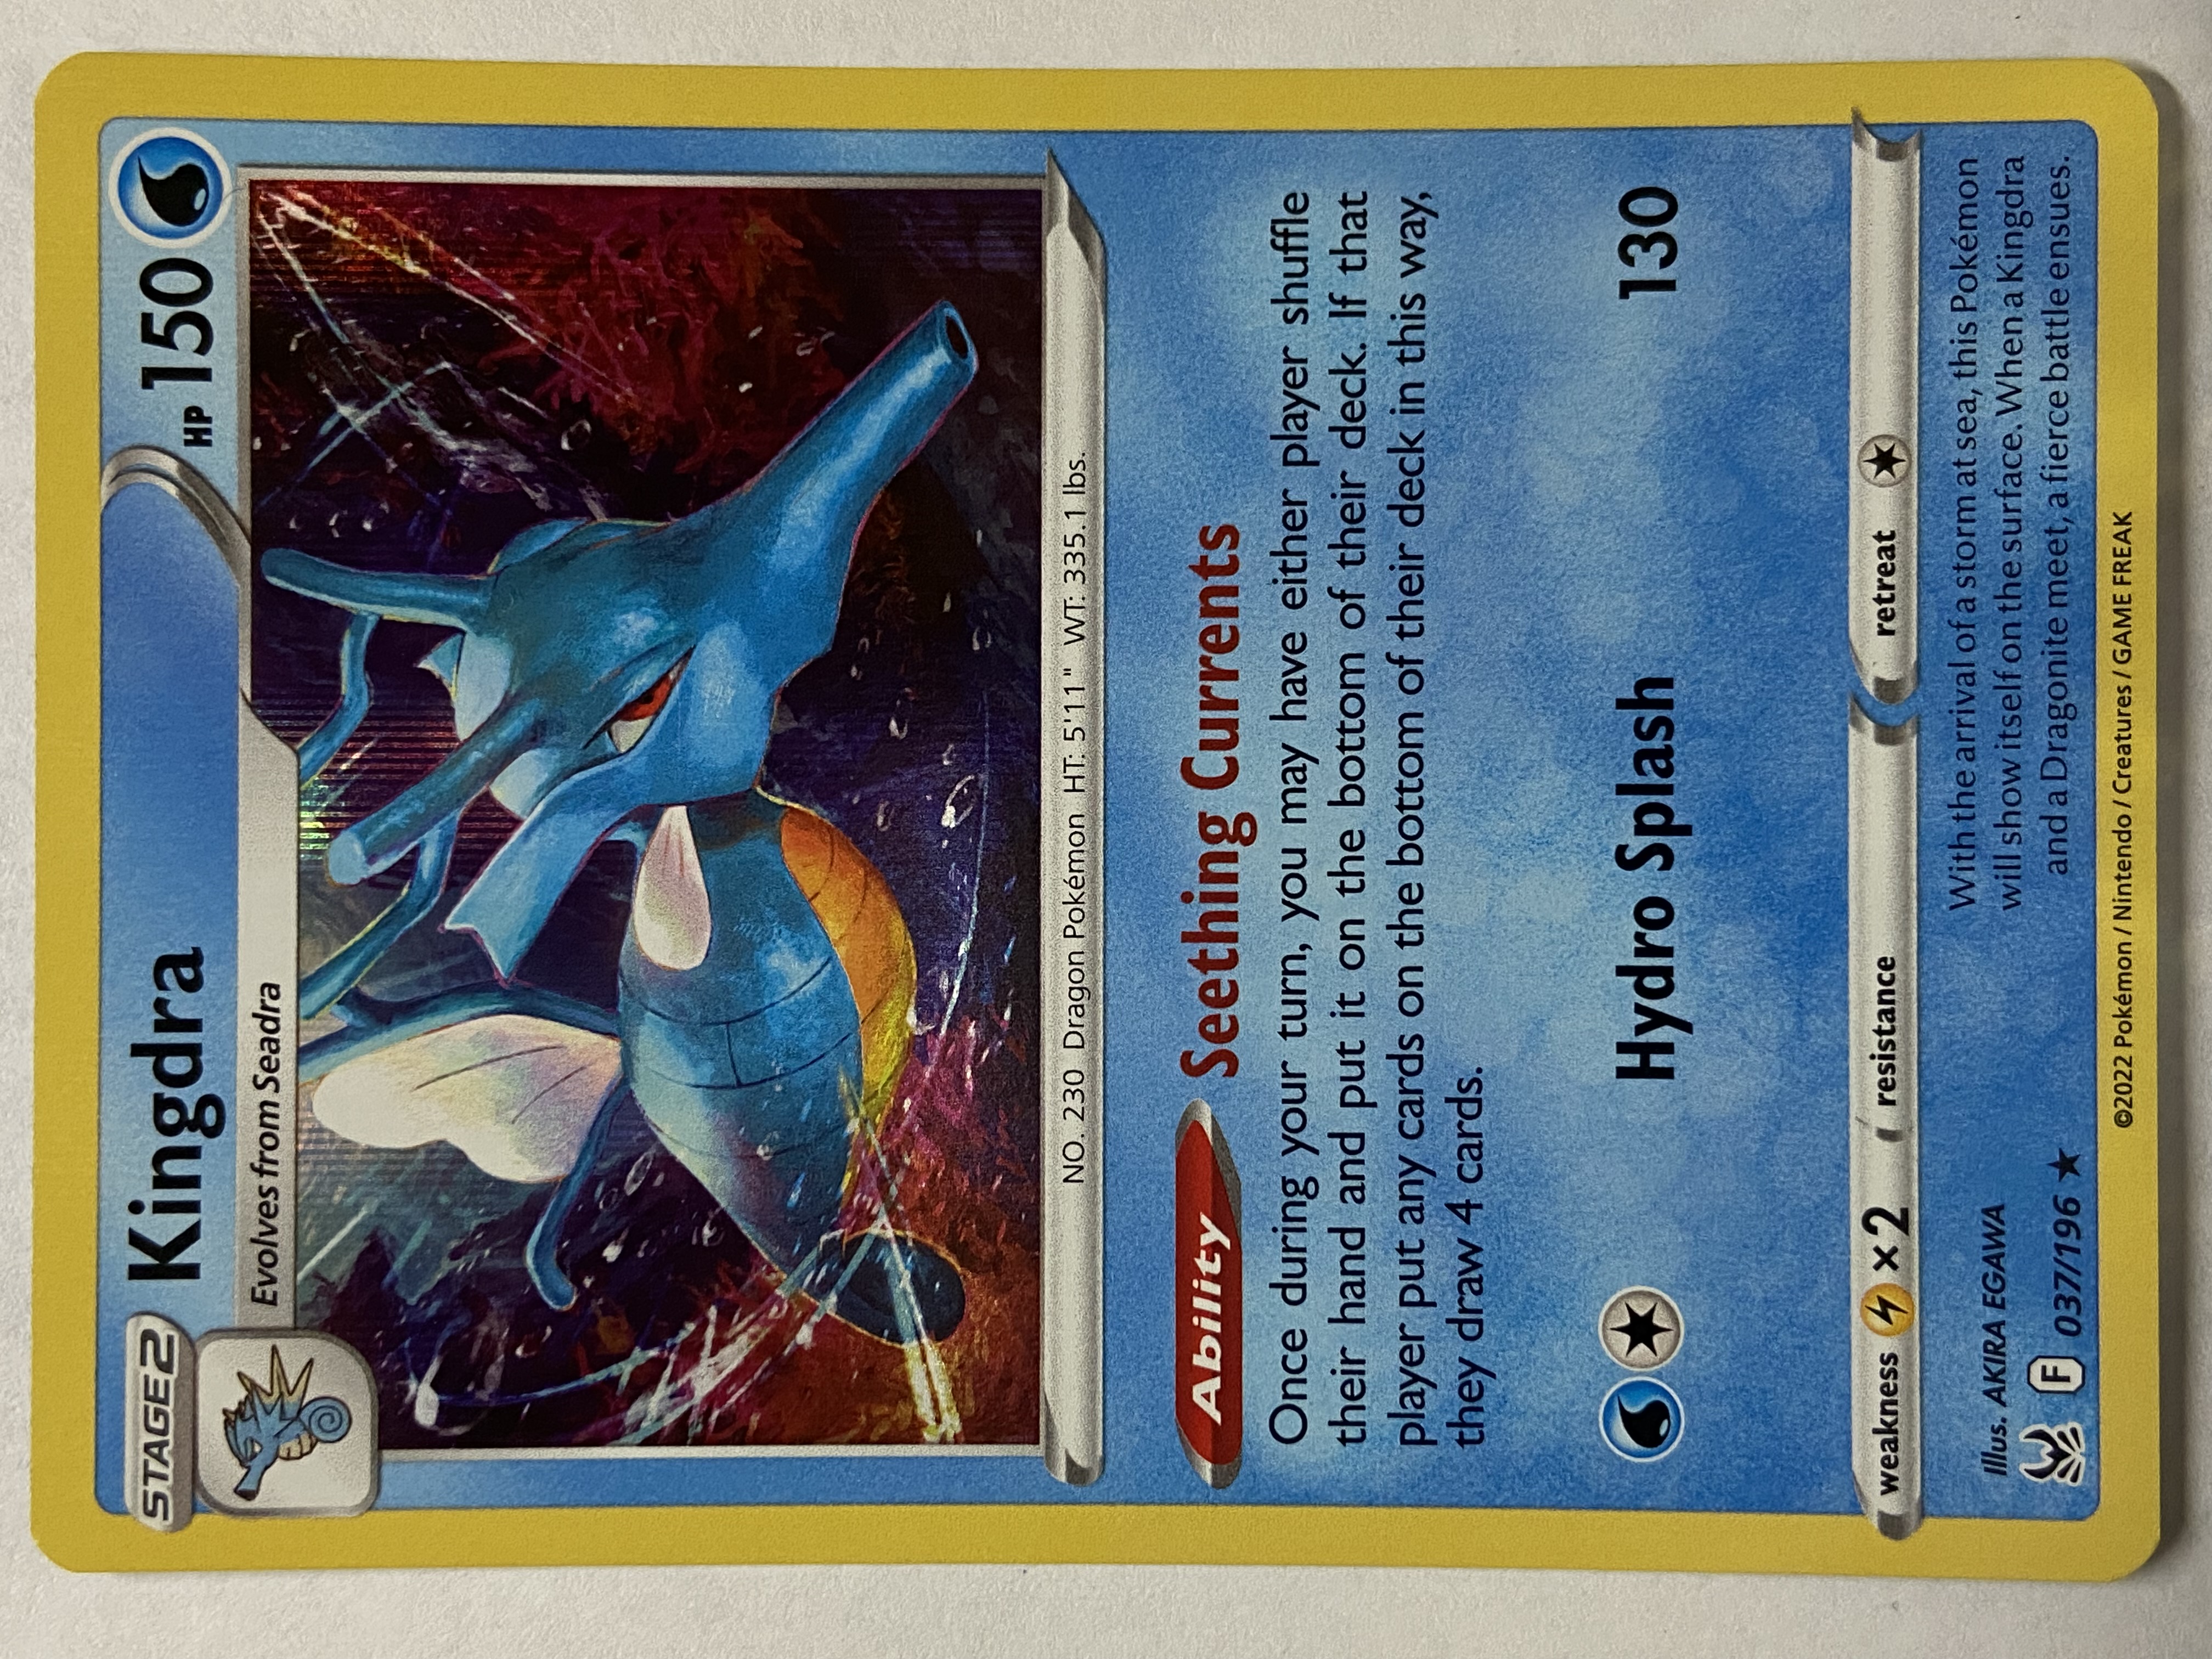 STAGE 2
Kingdra
HP 150
Evolves from Seadra
NO. 230 Dragon Pokémon HT: 5'11" WT: 335.1 lbs.
Ability Seething Currents
Once during your turn, you may have either player shuffle
their hand and put it on the bottom of their deck. If that
player put any cards on the bottom of their deck in this way,
they draw 4 cards.
Hydro Splash 130
weakness ×2 resistance retreat
Illus. AKIRA EGAWA
F 037/196 ★
With the arrival of a storm at sea, this Pokémon
will show itself on the surface. When a Kingdra
and a Dragonite meet, a fierce battle ensues.
©2022 Pokémon / Nintendo / Creatures / GAME FREAK